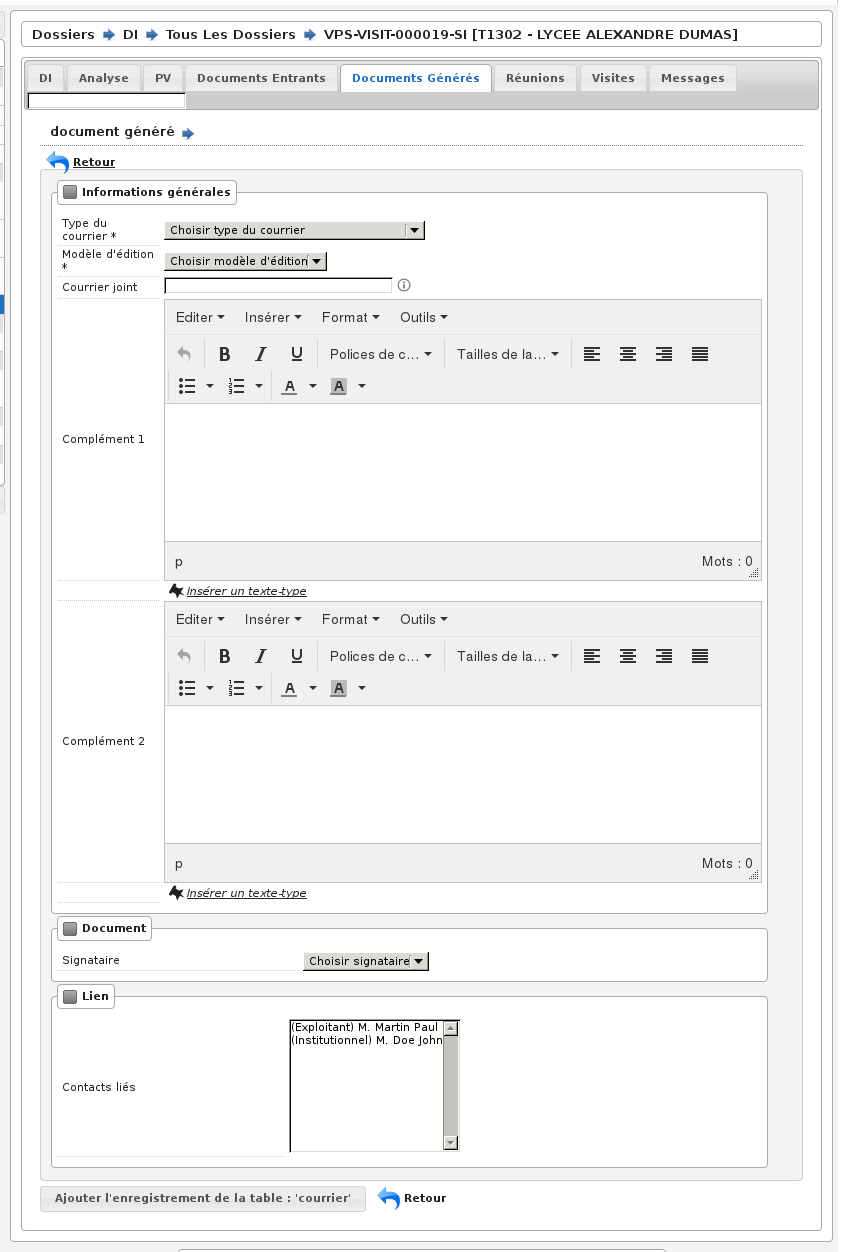 Dossiers DI Tous Les Dossiers VPS-VISIT-000019-SI [T1302 - LYCEE ALEXANDRE DUMAS]
DI Analyse PV Documents Entrants Documents Générés Réunions Visites Messages
document généré
Retour
Informations générales
Type du
courrier * Choisir type du courrier
Modèle d'édition
* Choisir modèle d'édition
Courrier joint
Editer Insérer Format Outils
B I U Polices de c... Tailles de la...
A A
Complément 1
p Mots : 0
Insérer un texte-type
Editer Insérer Format Outils
B I U Polices de c... Tailles de la...
A A
Complément 2
p Mots : 0
Insérer un texte-type
Document
Signataire Choisir signataire
Lien
(Exploitant) M. Martin Paul
(Institutionnel) M. Doe John
Contacts liés
Ajouter l'enregistrement de la table : 'courrier' Retour